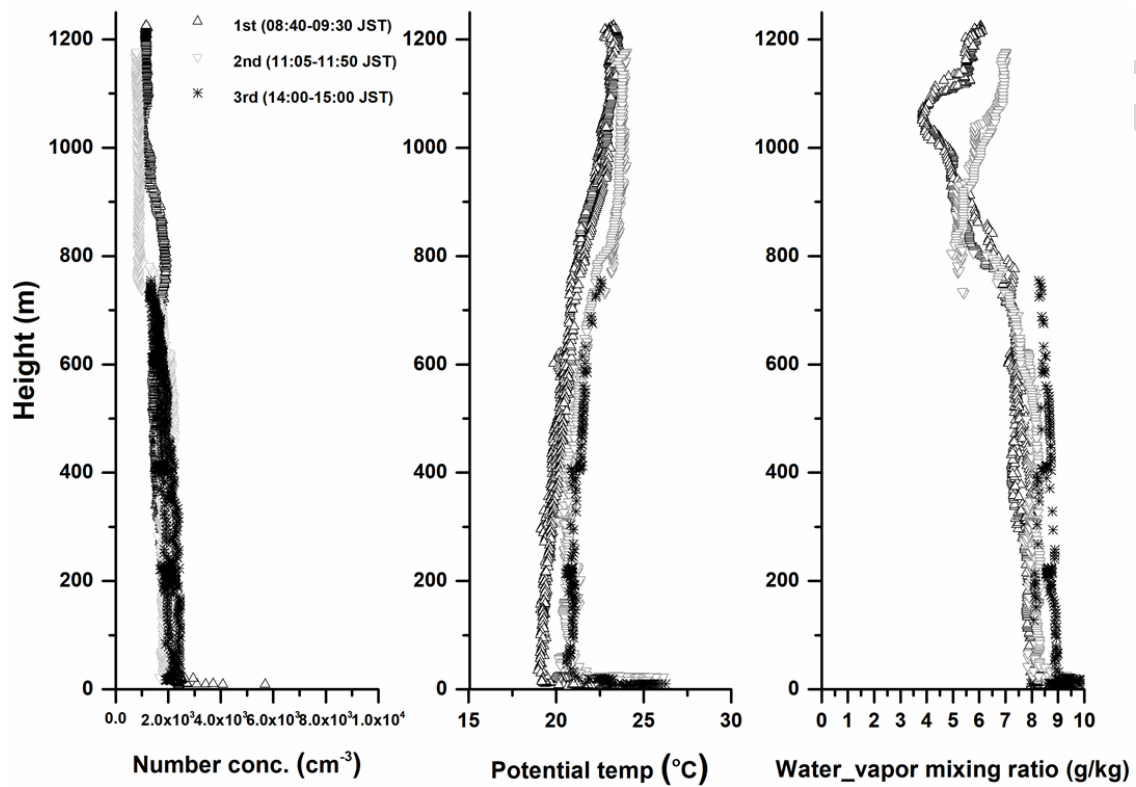 1st (08:40-09:30 JST)
2nd (11:05-11:50 JST)
3rd (14:00-15:00 JST)
Height (m)
1200
1000
800
600
400
200
0
0.0 2.0x10³ 4.0x10³ 6.0x10³ 8.0x10³ 1.0x10⁴
Number conc. (cm⁻³)
1200
1000
800
600
400
200
0
15 20 25 30
Potential temp (°C)
1200
1000
800
600
400
200
0
0 1 2 3 4 5 6 7 8 9 10
Water_vapor mixing ratio (g/kg)